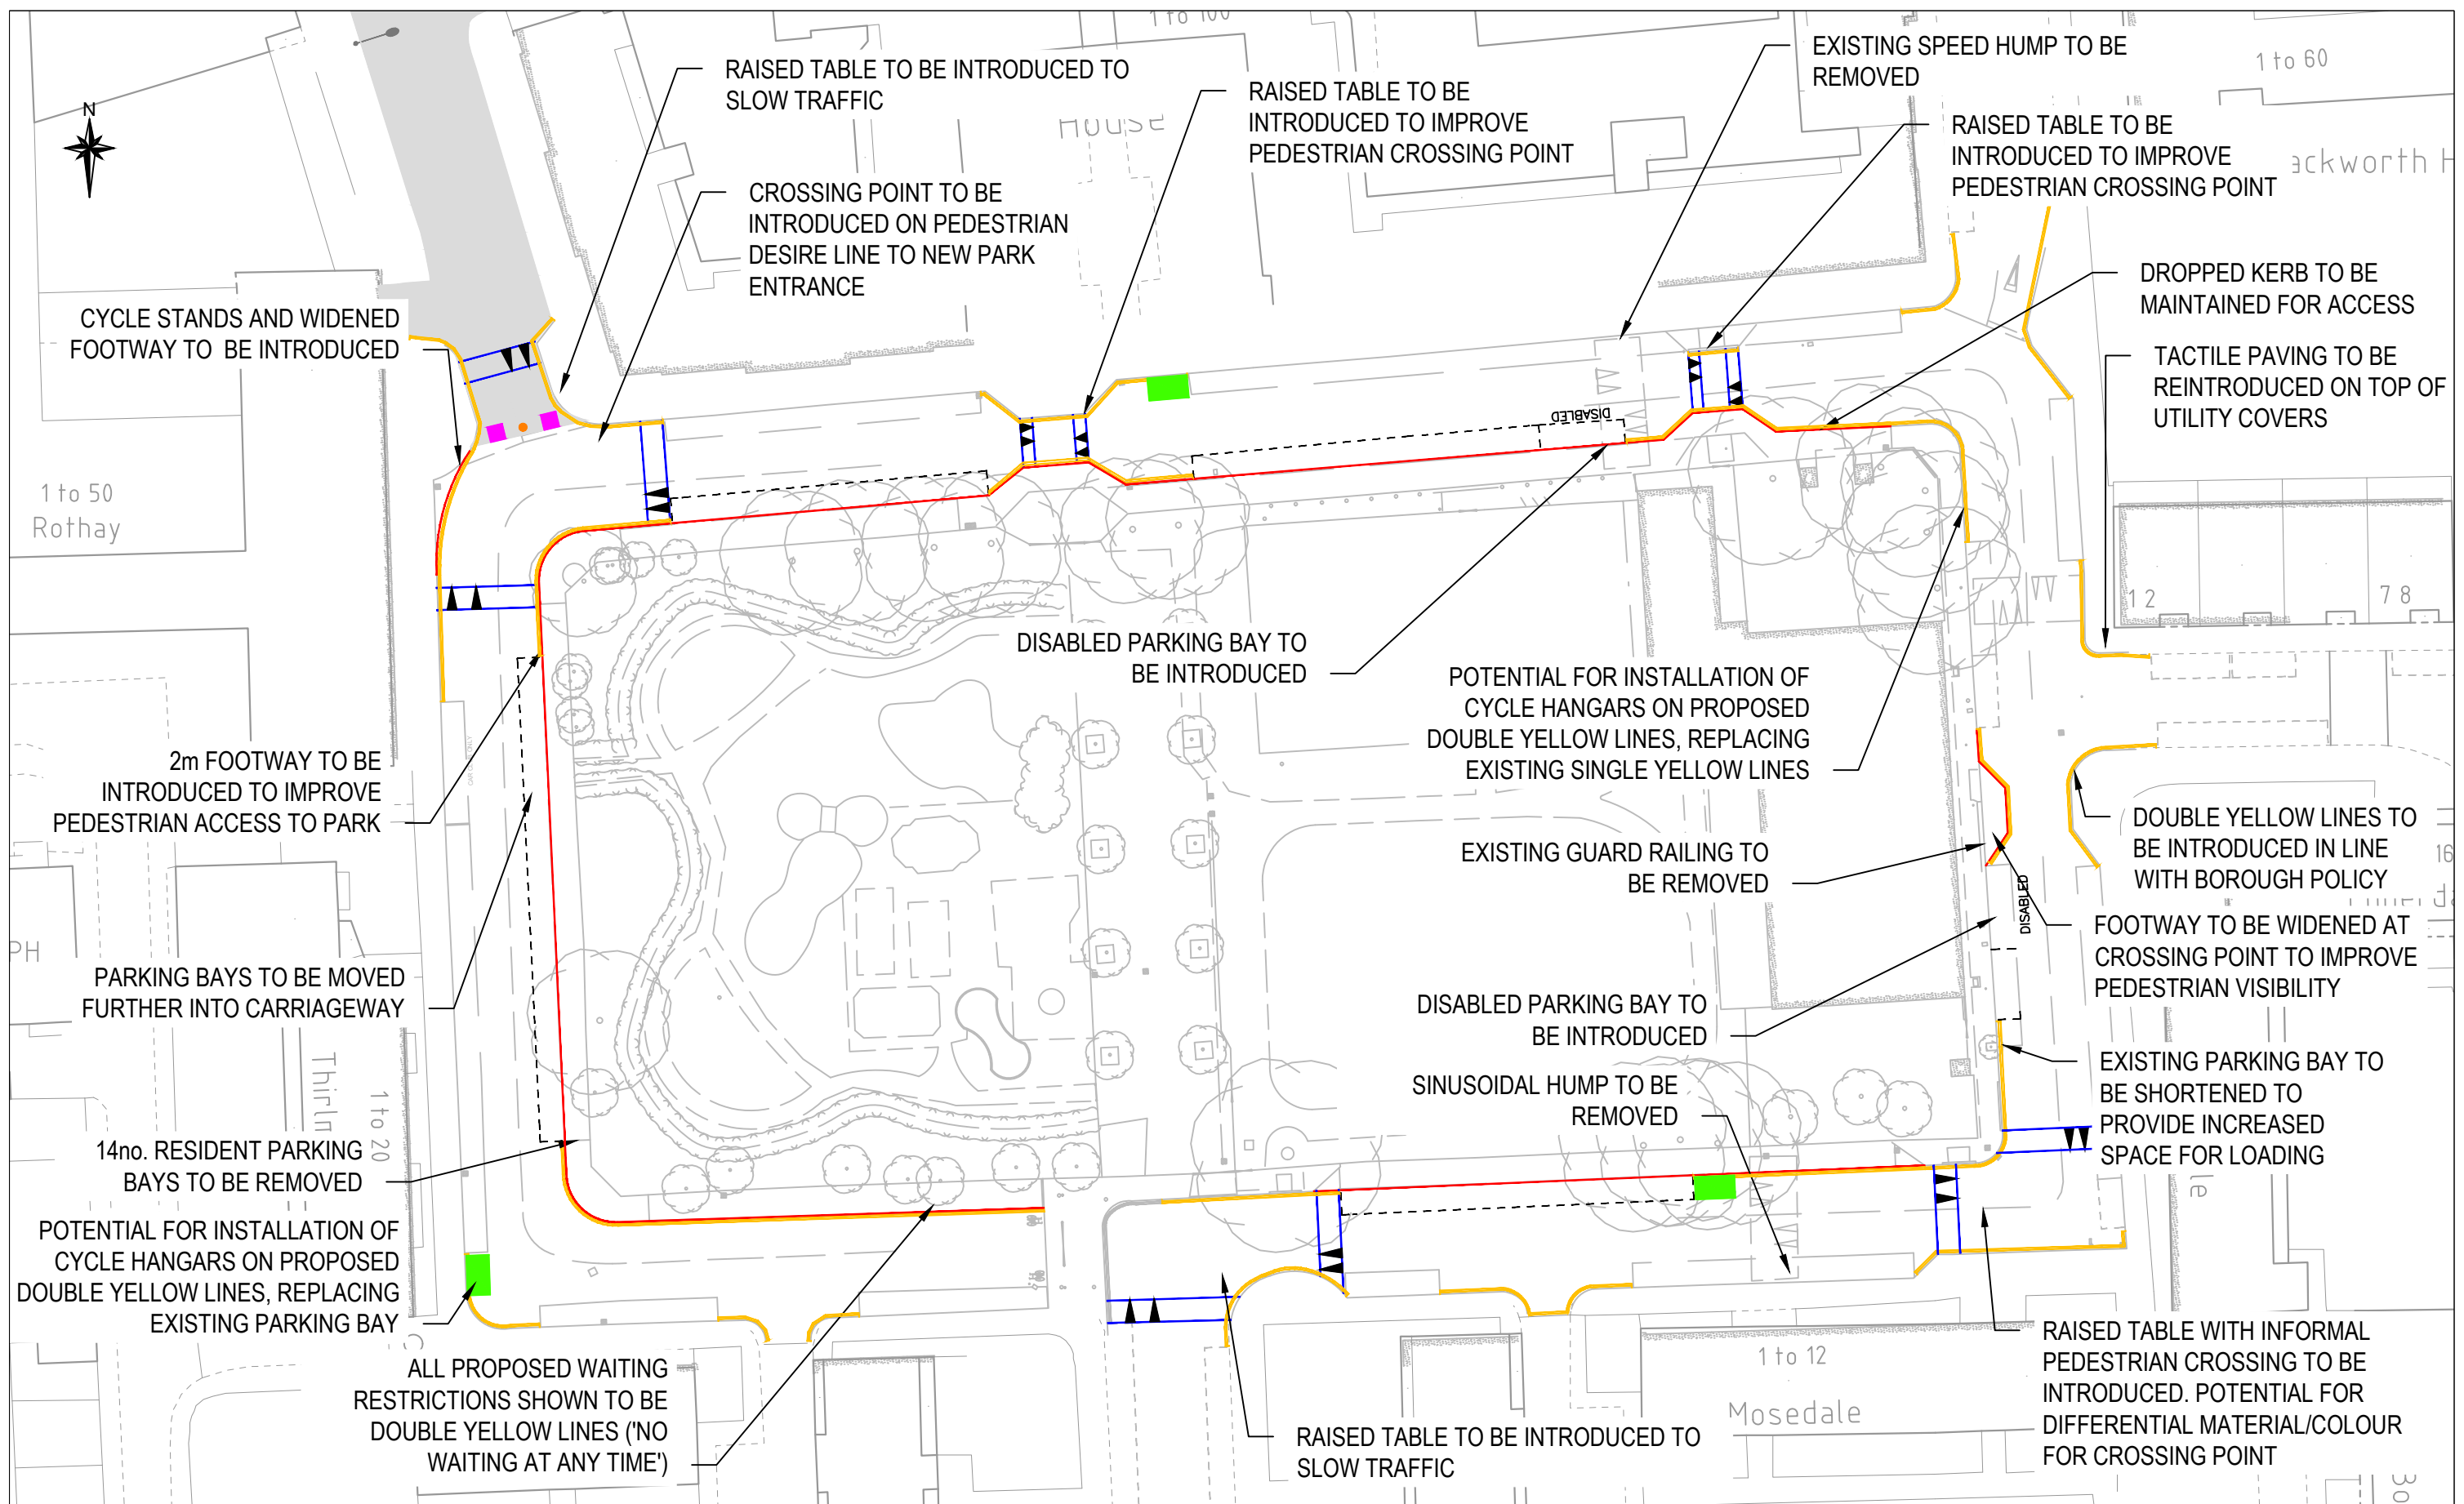 1 to 100
EXISTING SPEED HUMP TO BE
REMOVED
1 to 60
RAISED TABLE TO BE INTRODUCED TO
SLOW TRAFFIC
RAISED TABLE TO BE
INTRODUCED TO IMPROVE
PEDESTRIAN CROSSING POINT
House
N
RAISED TABLE TO BE
INTRODUCED TO IMPROVE
PEDESTRIAN CROSSING POINT
ackworth H
CROSSING POINT TO BE
INTRODUCED ON PEDESTRIAN
DESIRE LINE TO NEW PARK
ENTRANCE
DROPPED KERB TO BE
MAINTAINED FOR ACCESS
CYCLE STANDS AND WIDENED
FOOTWAY TO BE INTRODUCED
TACTILE PAVING TO BE
REINTRODUCED ON TOP OF
UTILITY COVERS
DISABLED
1 to 50
Rothay
12
78
DISABLED PARKING BAY TO
BE INTRODUCED
POTENTIAL FOR INSTALLATION OF
CYCLE HANGARS ON PROPOSED
DOUBLE YELLOW LINES, REPLACING
EXISTING SINGLE YELLOW LINES
2m FOOTWAY TO BE
INTRODUCED TO IMPROVE
PEDESTRIAN ACCESS TO PARK
DOUBLE YELLOW LINES TO
BE INTRODUCED IN LINE
WITH BOROUGH POLICY
16
EXISTING GUARD RAILING TO
BE REMOVED
DISABLED
FOOTWAY TO BE WIDENED AT
CROSSING POINT TO IMPROVE
PEDESTRIAN VISIBILITY
PH
PARKING BAYS TO BE MOVED
FURTHER INTO CARRIAGEWAY
DISABLED PARKING BAY TO
BE INTRODUCED
EXISTING PARKING BAY TO
BE SHORTENED TO
PROVIDE INCREASED
SPACE FOR LOADING
SINUSOIDAL HUMP TO BE
REMOVED
Thirlm
1 to 20
14no. RESIDENT PARKING
BAYS TO BE REMOVED
le
POTENTIAL FOR INSTALLATION OF
CYCLE HANGARS ON PROPOSED
DOUBLE YELLOW LINES, REPLACING
EXISTING PARKING BAY
ALL PROPOSED WAITING
RESTRICTIONS SHOWN TO BE
DOUBLE YELLOW LINES ('NO
WAITING AT ANY TIME')
RAISED TABLE TO BE INTRODUCED TO
SLOW TRAFFIC
1 to 12
Mosedale
RAISED TABLE WITH INFORMAL
PEDESTRIAN CROSSING TO BE
INTRODUCED. POTENTIAL FOR
DIFFERENTIAL MATERIAL/COLOUR
FOR CROSSING POINT
Bo